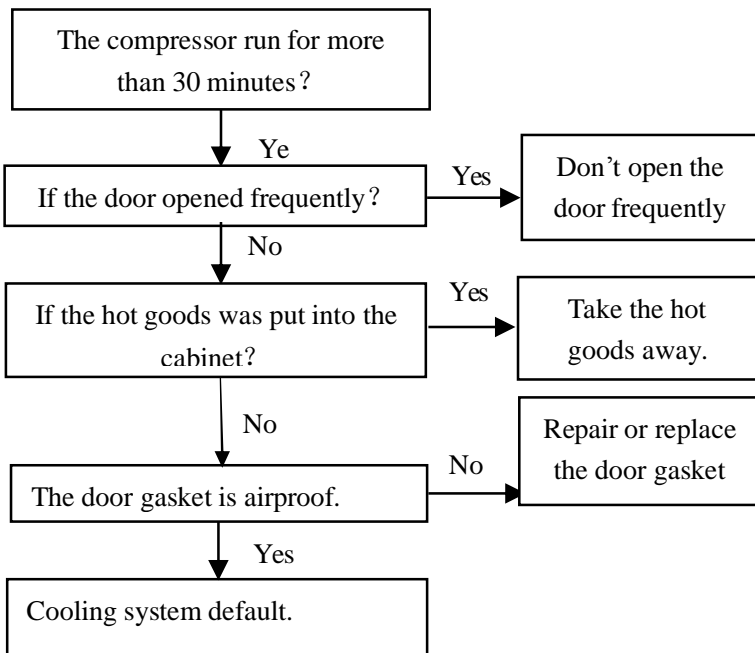 The compressor run for more
than 30 minutes？
Ye
If the door opened frequently？
Yes
Don’t open the
door frequently
No
If the hot goods was put into the
cabinet？
Yes
Take the hot
goods away.
No
The door gasket is airproof.
No
Repair or replace
the door gasket
Yes
Cooling system default.